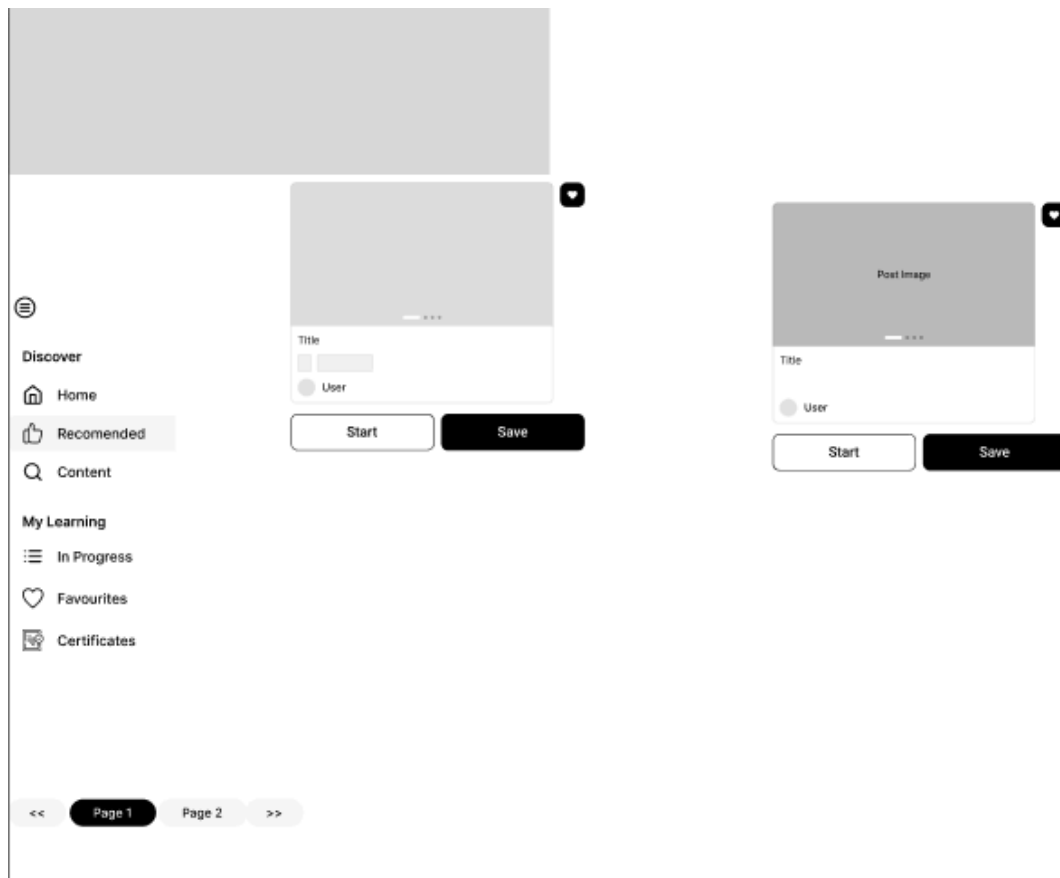 Discover
Home
Recomended
Content
My Learning
In Progress
Favourites
Certificates
Title
User
Start
Save
Post Image
Title
User
Start
Save
<<
Page 1
Page 2
>>